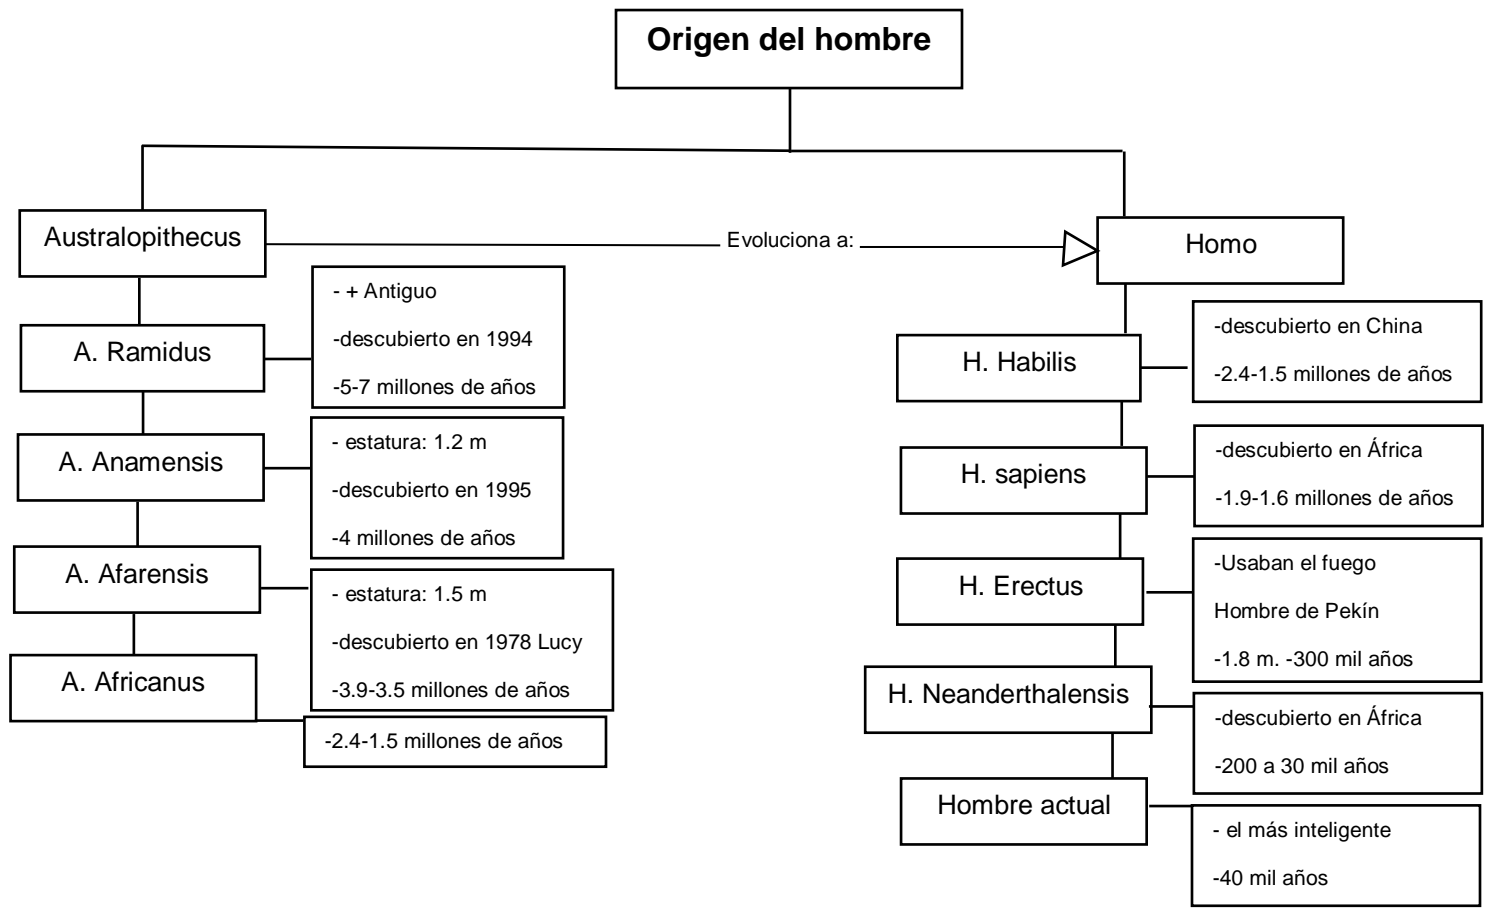 Origen del hombre
Australopithecus
Evoluciona a:
Homo
A. Ramidus
- + Antiguo
-descubierto en 1994
-5-7 millones de años
A. Anamensis
- estatura: 1.2 m
-descubierto en 1995
-4 millones de años
A. Afarensis
- estatura: 1.5 m
-descubierto en 1978 Lucy
-3.9-3.5 millones de años
A. Africanus
-2.4-1.5 millones de años
H. Habilis
-descubierto en China
-2.4-1.5 millones de años
H. sapiens
-descubierto en África
-1.9-1.6 millones de años
H. Erectus
-Usaban el fuego
Hombre de Pekín
-1.8 m. -300 mil años
H. Neanderthalensis
-descubierto en África
-200 a 30 mil años
Hombre actual
- el más inteligente
-40 mil años